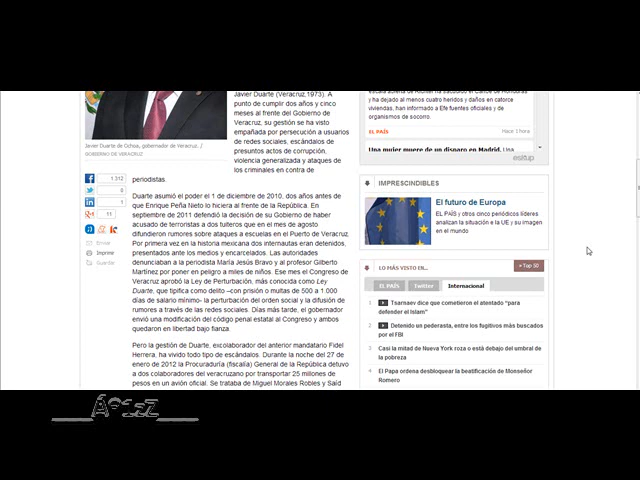 Javier Duarte (Veracruz,1973). A
punto de cumplir dos años y cinco
meses al frente del Gobierno de
Veracruz, su gestión se ha visto
empañada por persecución a usuarios
de redes sociales, escándalos de
presuntos actos de corrupción,
violencia generalizada y ataques de
los criminales en contra de
periodistas.
Javier Duarte de Ochoa, gobernador de Veracruz. /
GOBIERNO DE VERACRUZ
1 312
0
1
11
Enviar
Imprimir
Guardar
Duarte asumió el poder el 1 de diciembre de 2010, dos años antes de
que Enrique Peña Nieto lo hiciera al frente de la República. En
septiembre de 2011 defendió la decisión de su Gobierno de haber
acusado de terroristas a dos tuiteros que en el mes de agosto
difundieron rumores sobre ataques a escuelas en el Puerto de Veracruz.
Por primera vez en la historia mexicana dos internautas eran detenidos,
presentados ante los medios y encarcelados. Las autoridades
denunciaban a la periodista María Jesús Bravo y al profesor Gilberto
Martínez por poner en peligro a miles de niños. Ese mes el Congreso de
Veracruz aprobó la Ley de Perturbación, más conocida como Ley
Duarte, que tipifica como delito –con prisión o multas de 500 a 1.000
días de salario mínimo- la perturbación del orden social y la difusión de
rumores a través de las redes sociales. Días más tarde, el gobernador
envió una modificación del código penal estatal al Congreso y ambos
quedaron en libertad bajo fianza.
Pero la gestión de Duarte, excolaborador del anterior mandatario Fidel
Herrera, ha vivido todo tipo de escándalos. Durante la noche del 27 de
enero de 2012 la Procuraduría (fiscalía) General de la República detuvo
a dos colaboradores del veracruzano por transportar 25 millones de
pesos en un avión oficial. Se trataba de Miguel Morales Robles y Said
y ha dejado al menos cuatro heridos y daños en catorce
viviendas, han informado a Efe fuentes oficiales y de
organismos de socorro.
EL PAÍS
Hace 1 hora
Una mujer muere de un disparo en Madrid. Una
eskup
IMPRESCINDIBLES
El futuro de Europa
EL PAÍS y otros cinco periódicos líderes
analizan la situación de la UE y su imagen
en el mundo
LO MÁS VISTO EN...
+Top 50
EL PAÍS
Twitter
Internacional
1 Tsarnaev dice que cometieron el atentado "para
defender el Islam"
2 Detenido un pederasta, entre los fugitivos más buscados
por el FBI
3 Casi la mitad de Nueva York roza o está debajo del umbral de
la pobreza
4 El Papa ordena desbloquear la beatificación de Monseñor
Romero